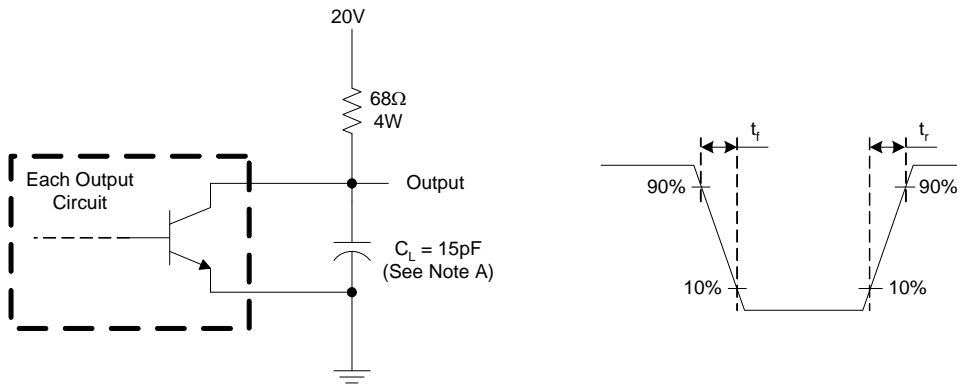 20V
68Ω
4W
Each Output
Circuit
Output
C_L = 15pF
(See Note A)
t_f
t_r
90%
90%
10%
10%